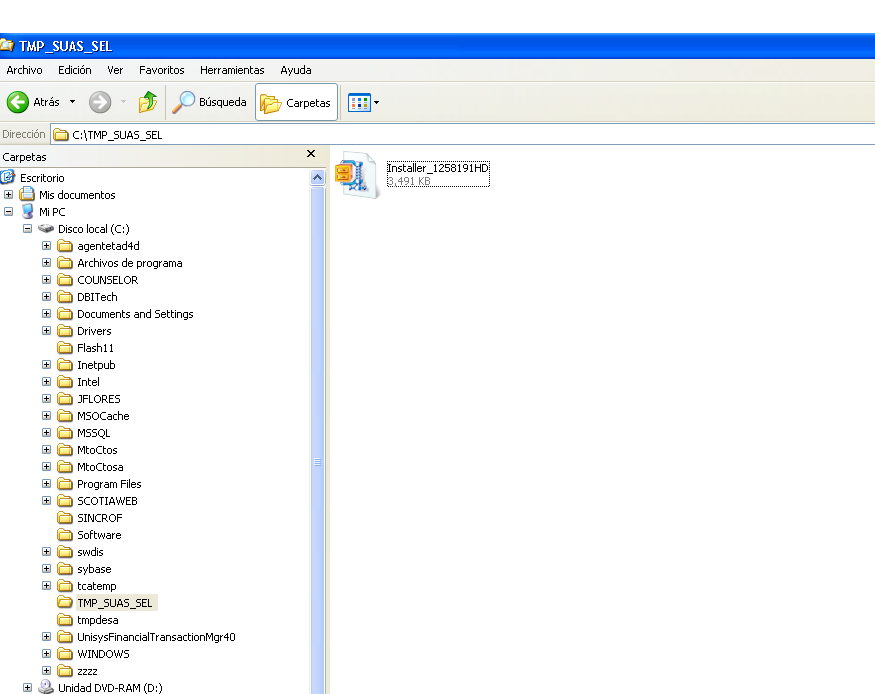 TMP_SUAS_SEL
Archivo Edición Ver Favoritos Herramientas Ayuda
Atrás Búsqueda Carpetas
Dirección C:\TMP_SUAS_SEL
Carpetas
Installer_1258191HD
3,491 KB
Escritorio
Mis documentos
Mi PC
Disco local (C:)
agentetad4d
Archivos de programa
COUNSELOR
DBITech
Documents and Settings
Drivers
Flash11
Inetpub
Intel
JFLORES
MSOCache
MSSQL
MtoCtos
MtoCtosa
Program Files
SCOTIAWEB
SINCROF
Software
swdis
sybase
tcatemp
TMP_SUAS_SEL
tmpdesa
UnisysFinancialTransactionMgr40
WINDOWS
zzzz
Unidad DVD-RAM (D:)